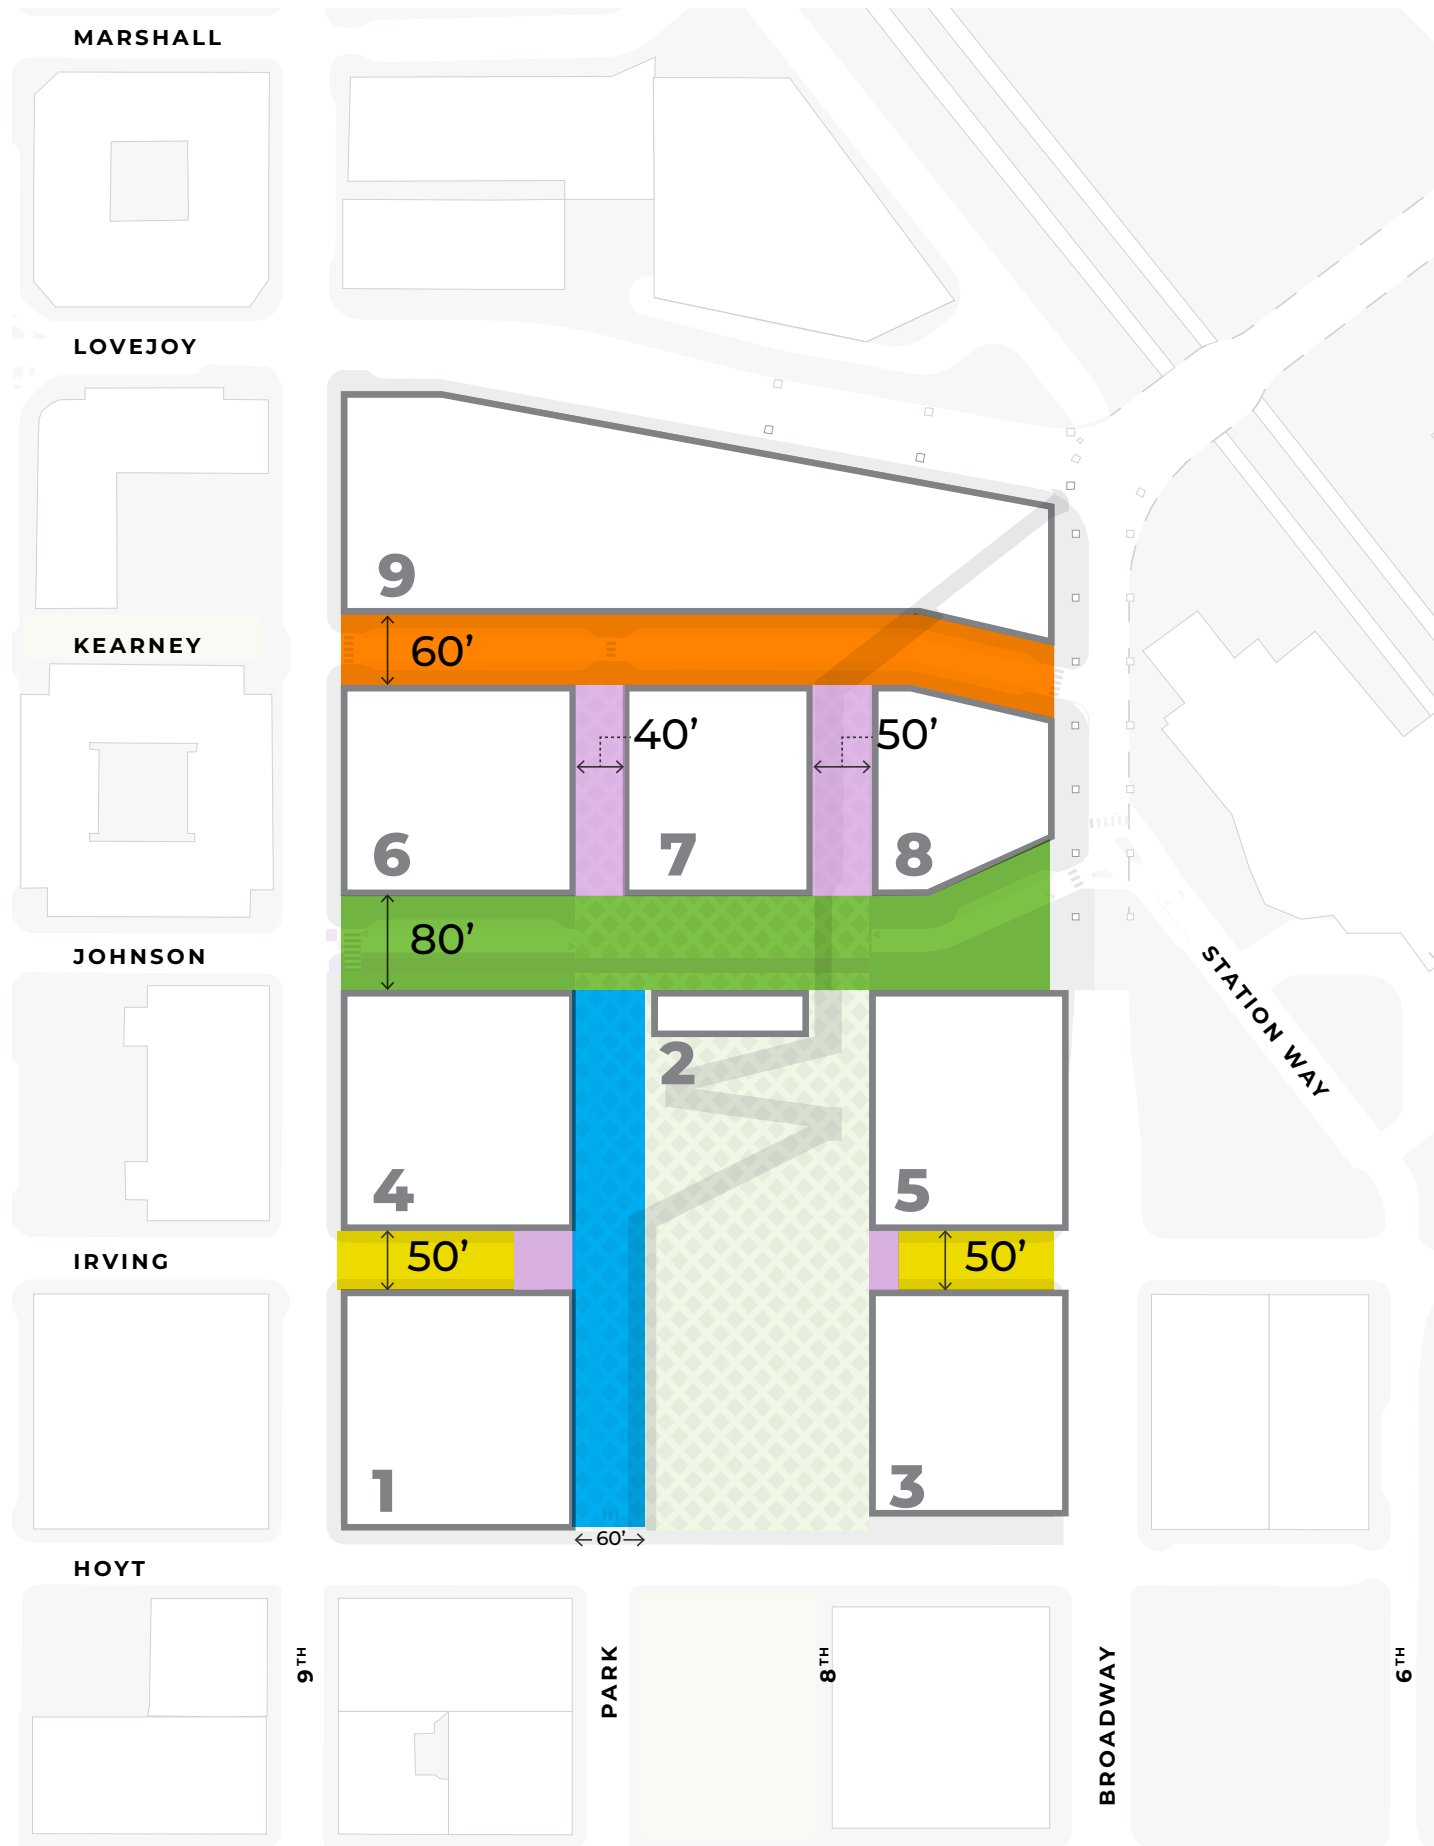 MARSHALL
LOVEJOY
9
KEARNEY
60’
40’
50’
6
7
8
80’
JOHNSON
STATION WAY
2
4
5
IRVING
50’
50’
1
3
60’
HOYT
9TH
PARK
8TH
BROADWAY
6TH